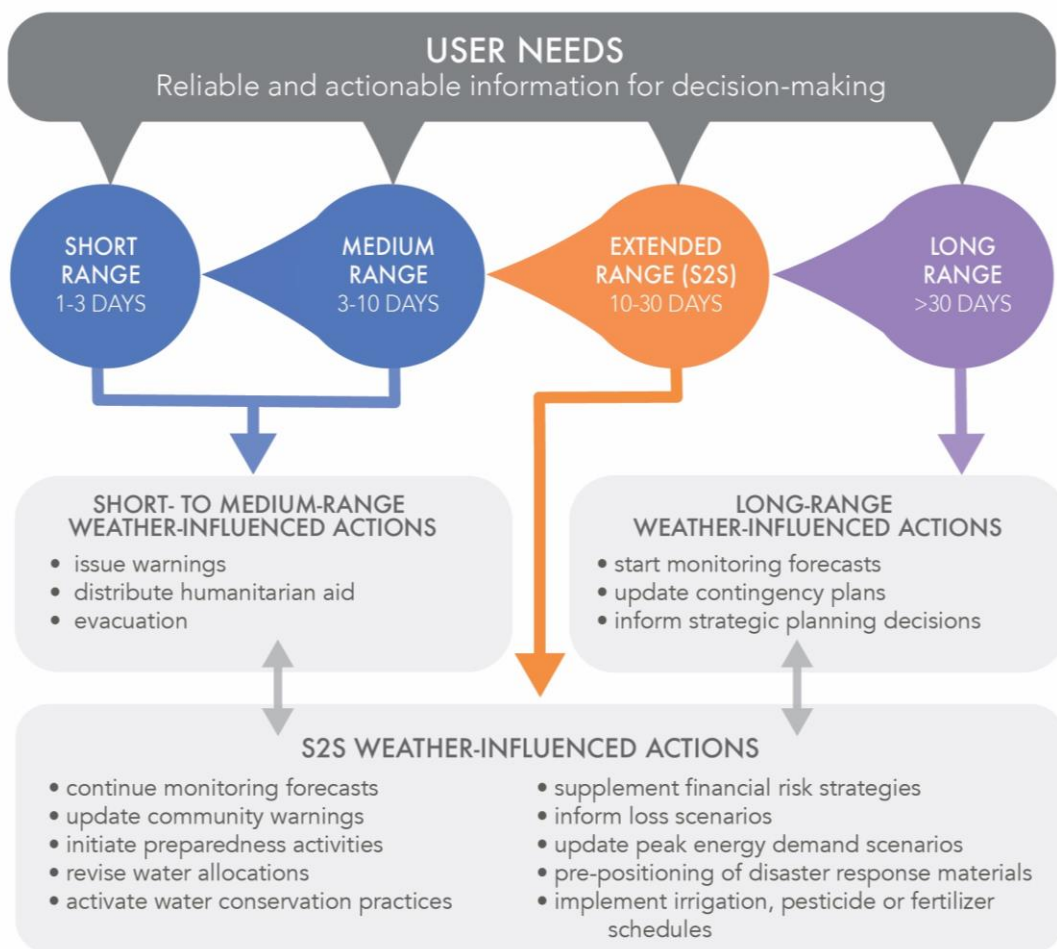 USER NEEDS
Reliable and actionable information for decision-making
SHORT
RANGE
1-3 DAYS
MEDIUM
RANGE
3-10 DAYS
EXTENDED
RANGE (S2S)
10-30 DAYS
LONG
RANGE
>30 DAYS
SHORT- TO MEDIUM-RANGE
WEATHER-INFLUENCED ACTIONS
• issue warnings
• distribute humanitarian aid
• evacuation
LONG-RANGE
WEATHER-INFLUENCED ACTIONS
• start monitoring forecasts
• update contingency plans
• inform strategic planning decisions
S2S WEATHER-INFLUENCED ACTIONS
• continue monitoring forecasts
• update community warnings
• initiate preparedness activities
• revise water allocations
• activate water conservation practices
• supplement financial risk strategies
• inform loss scenarios
• update peak energy demand scenarios
• pre-positioning of disaster response materials
• implement irrigation, pesticide or fertilizer
schedules